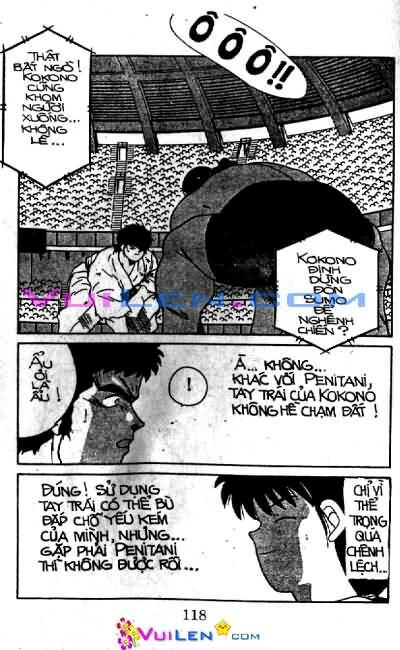 Ồ Ồ Ồ!!
THẬT
BẤT NGỜ!
KOKONO
CŨNG
KHOM
NGƯỜI
XUỐNG...
KHÔNG
LẼ...
KOKONO
ĐỊNH
DÙNG
ĐÒN
SUMO
ĐỂ
NGHÊNH
CHIẾN?
VUILEN.COM
À... KHÔNG...
KHÁC VỚI PENITANI,
TAY TRÁI CỦA KOKONO
KHÔNG HỀ CHẠM ĐẤT!
!
ĐÚNG! SỬ DỤNG
TAY TRÁI CÓ THỂ BÙ
ĐẮP CHỖ YẾU KÉM
CỦA MÌNH, NHƯNG...
GẶP PHẢI PENITANI
THÌ KHÔNG ĐƯỢC RỒI...
CHỈ VÌ
THỂ
TRỌNG
QUÁ
CHÊNH
LỆCH...
118
VUILEN
.COM